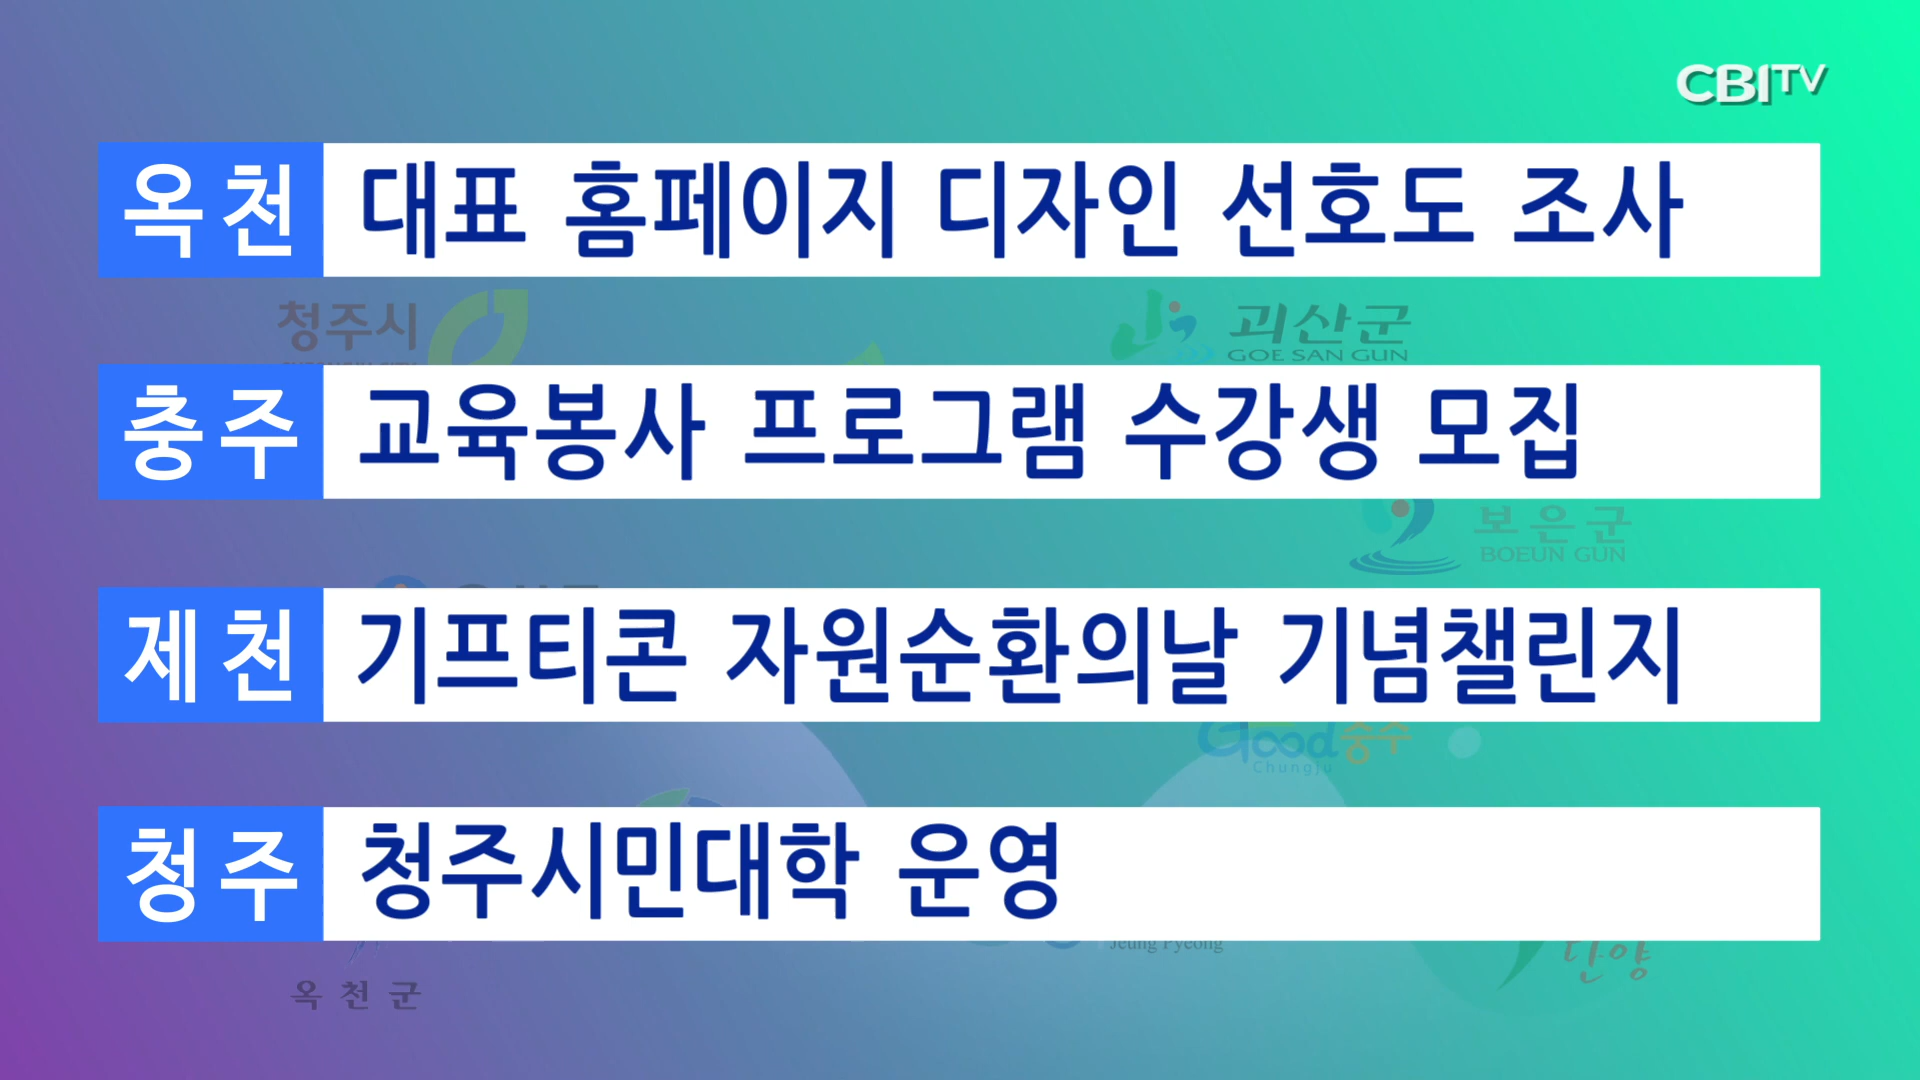 CBITV
옥천 대표 홈페이지 디자인 선호도 조사
청주시
괴산군
GOE SAN GUN
충주 교육봉사 프로그램 수강생 모집
보은군
BOEUN GUN
제천 기프티콘 자원순환의날 기념챌린지
Good충주
Chungju
청주 청주시민대학 운영
Jeung Pyeong
단양
옥천군